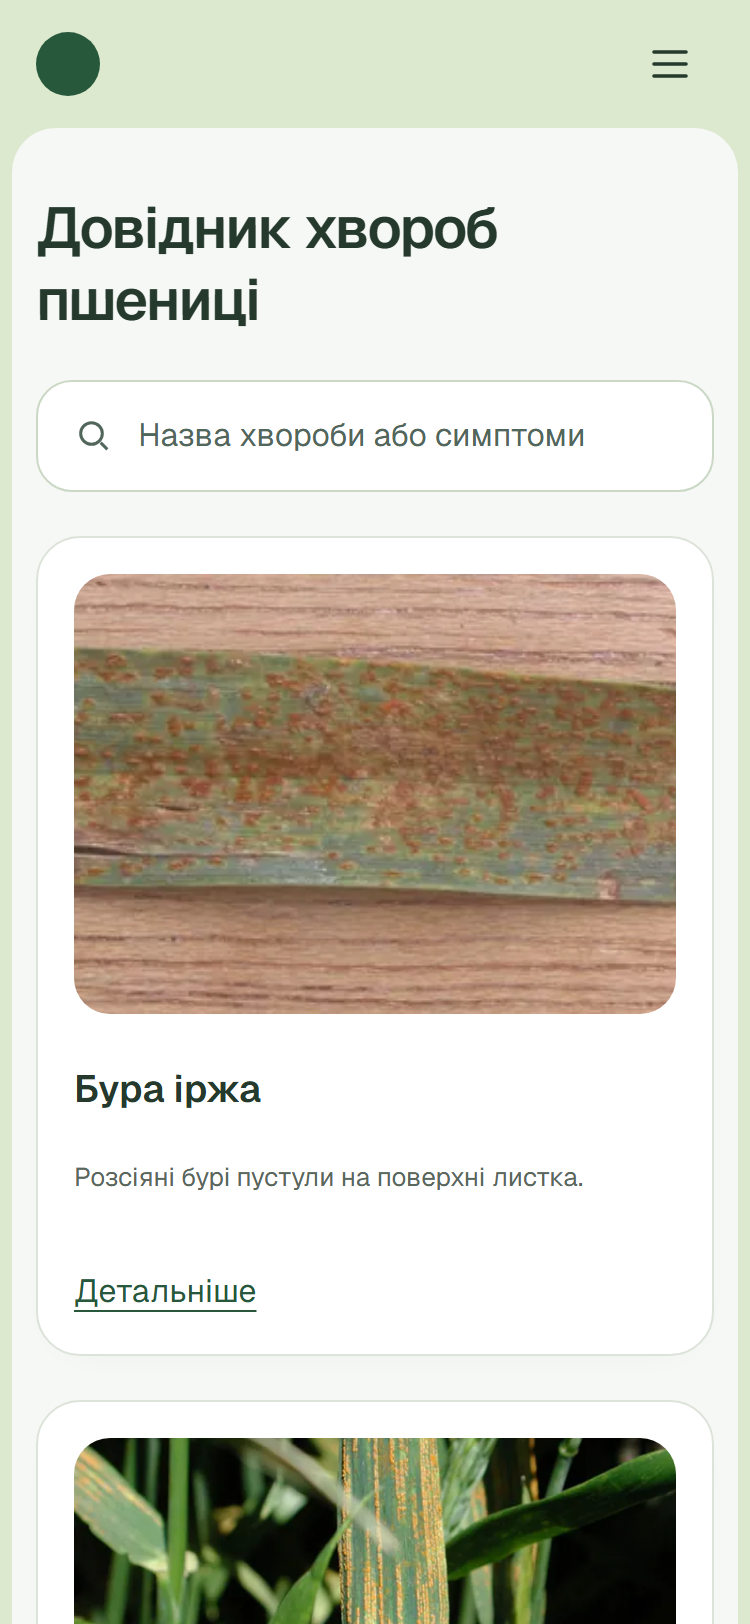 Довідник хвороб
пшениці
Назва хвороби або симптоми
Бура іржа
Розсіяні бурі пустули на поверхні листка.
Детальніше